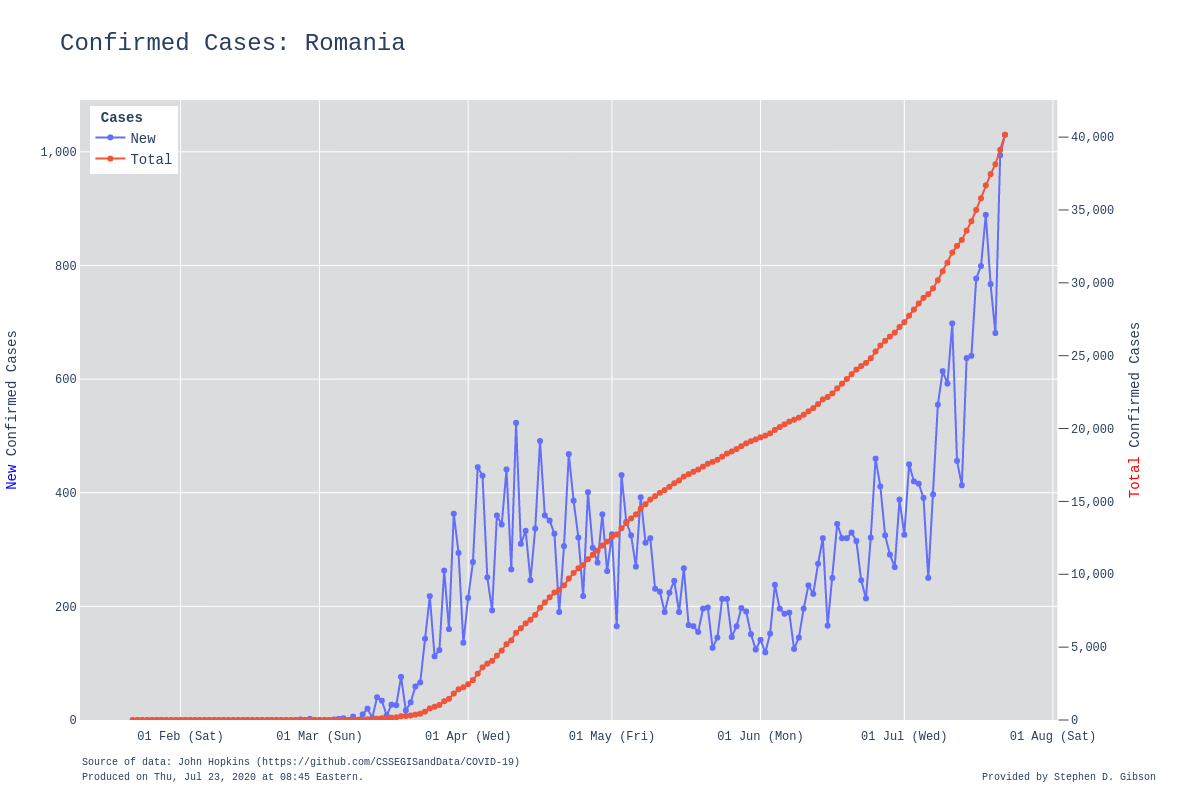 Confirmed Cases: Romania
Cases
New
Total
1,000
800
600
400
200
0
40,000
35,000
30,000
25,000
20,000
15,000
10,000
5,000
0
New Confirmed Cases
Total Confirmed Cases
01 Feb (Sat)
01 Mar (Sun)
01 Apr (Wed)
01 May (Fri)
01 Jun (Mon)
01 Jul (Wed)
01 Aug (Sat)
Source of data: John Hopkins (https://github.com/CSSEGISandData/COVID-19)
Produced on Thu, Jul 23, 2020 at 08:45 Eastern.
Provided by Stephen D. Gibson